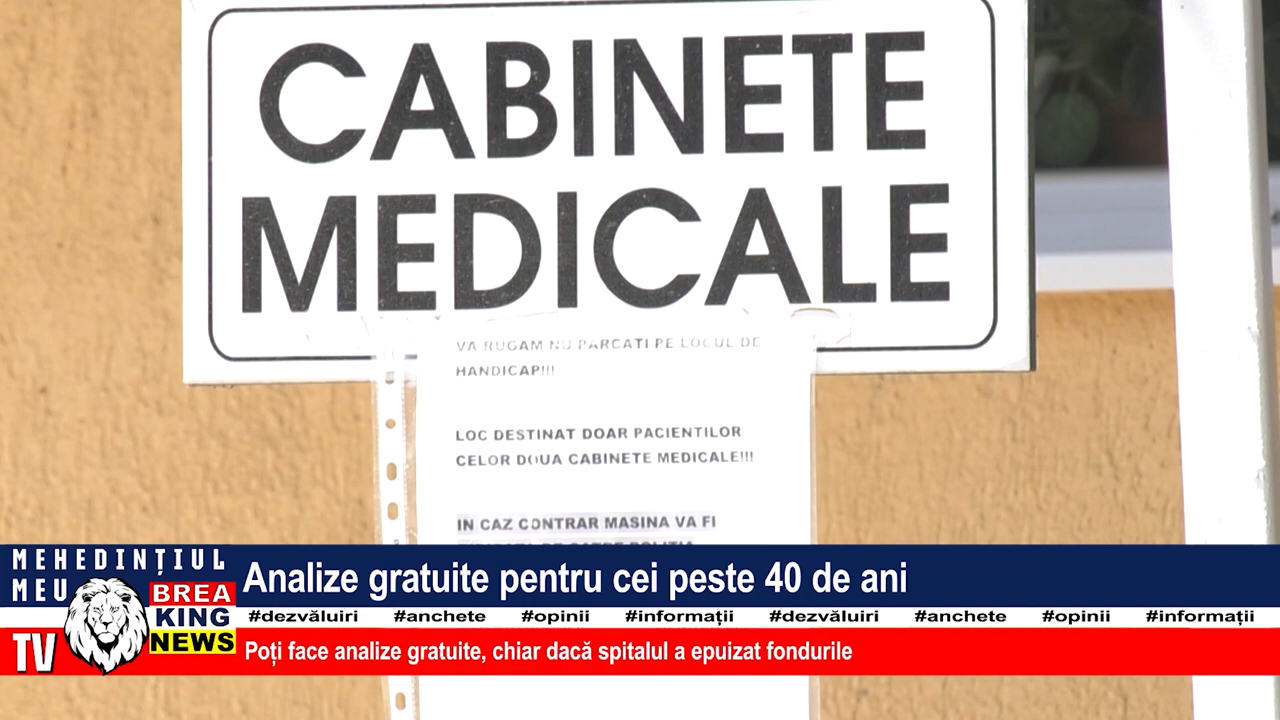 CABINETE
MEDICALE
VA RUGAM NU PARCATI PE LOCUL DE
HANDICAP!!!
LOC DESTINAT DOAR PACIENTILOR
CELOR DOUA CABINETE MEDICALE!!!
IN CAZ CONTRAR MASINA VA FI
MEHEDINȚIUL
MEU
TV
BREA
KING
NEWS
Analize gratuite pentru cei peste 40 de ani
#dezvăluiri #anchete #opinii #informații #dezvăluiri #anchete #opinii #informații
Poți face analize gratuite, chiar dacă spitalul a epuizat fondurile